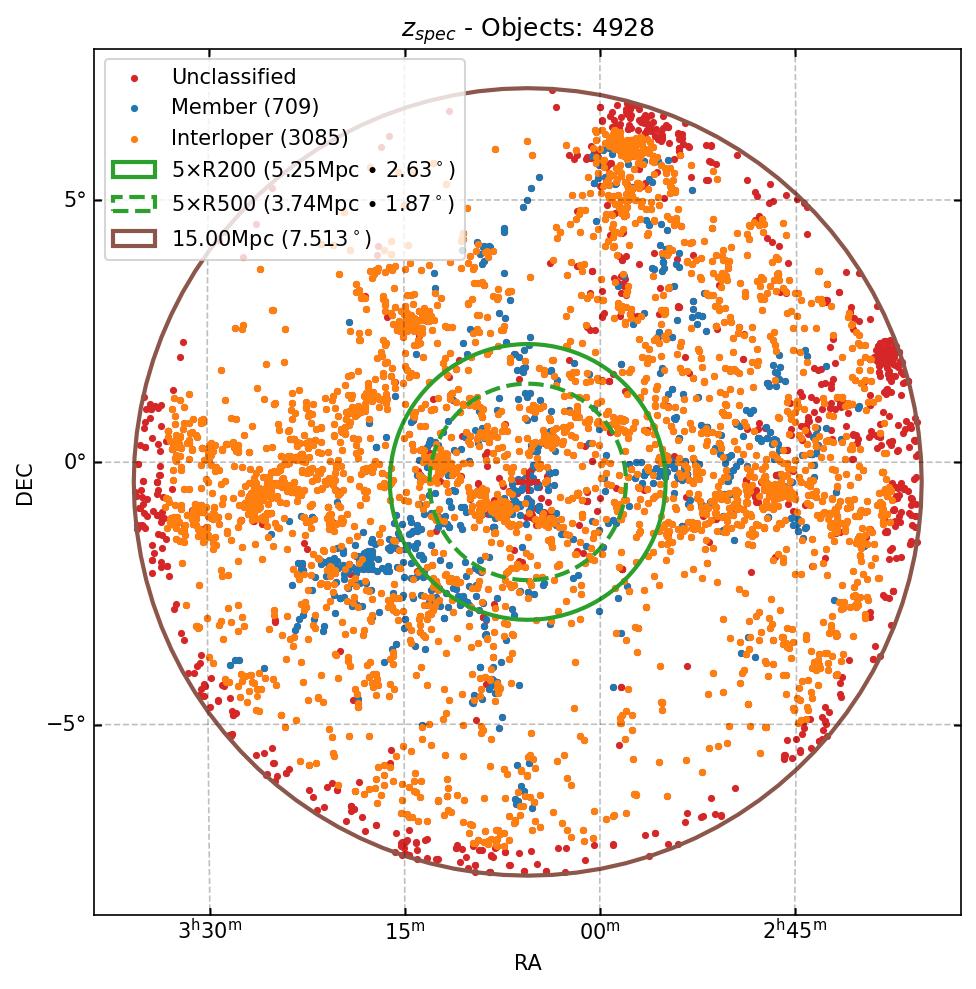 z_spec - Objects: 4928
Unclassified
Member (709)
Interloper (3085)
5×R200 (5.25Mpc • 2.63°)
5×R500 (3.74Mpc • 1.87°)
15.00Mpc (7.513°)
5°
0°
−5°
DEC
3ʰ30ᵐ 15ᵐ 00ᵐ 2ʰ45ᵐ
RA